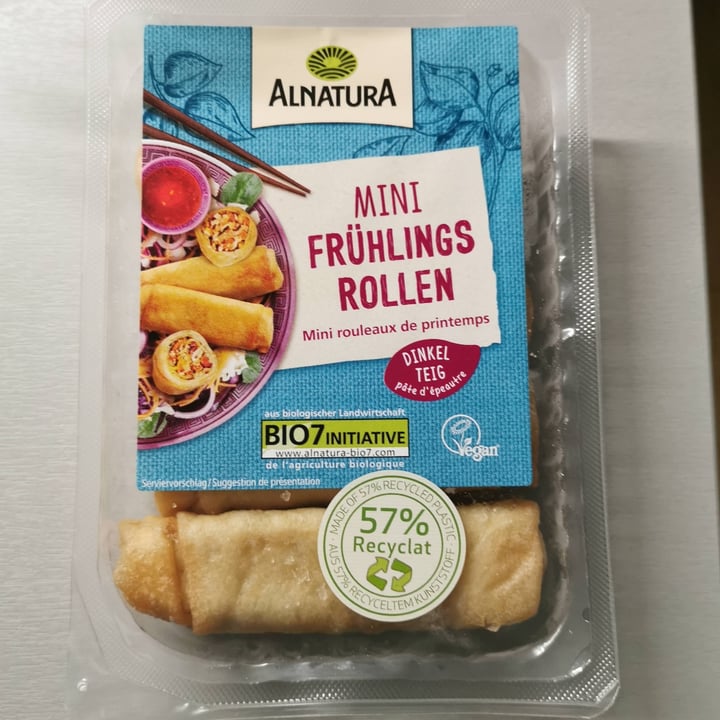 ALNATURA
MINI
FRÜHLINGS
ROLLEN
Mini rouleaux de printemps
DINKEL
TEIG
pâte d'épeautre
aus biologischer Landwirtschaft
BIO7 INITIATIVE
www.alnatura-bio7.com
de l'agriculture biologique
Vegan
Serviervorschlag/Suggestion de présentation
MADE OF 57% RECYCLED PLASTIC
57%
Recyclat
AUS 57% RECYCELTEM KUNSTSTOFF